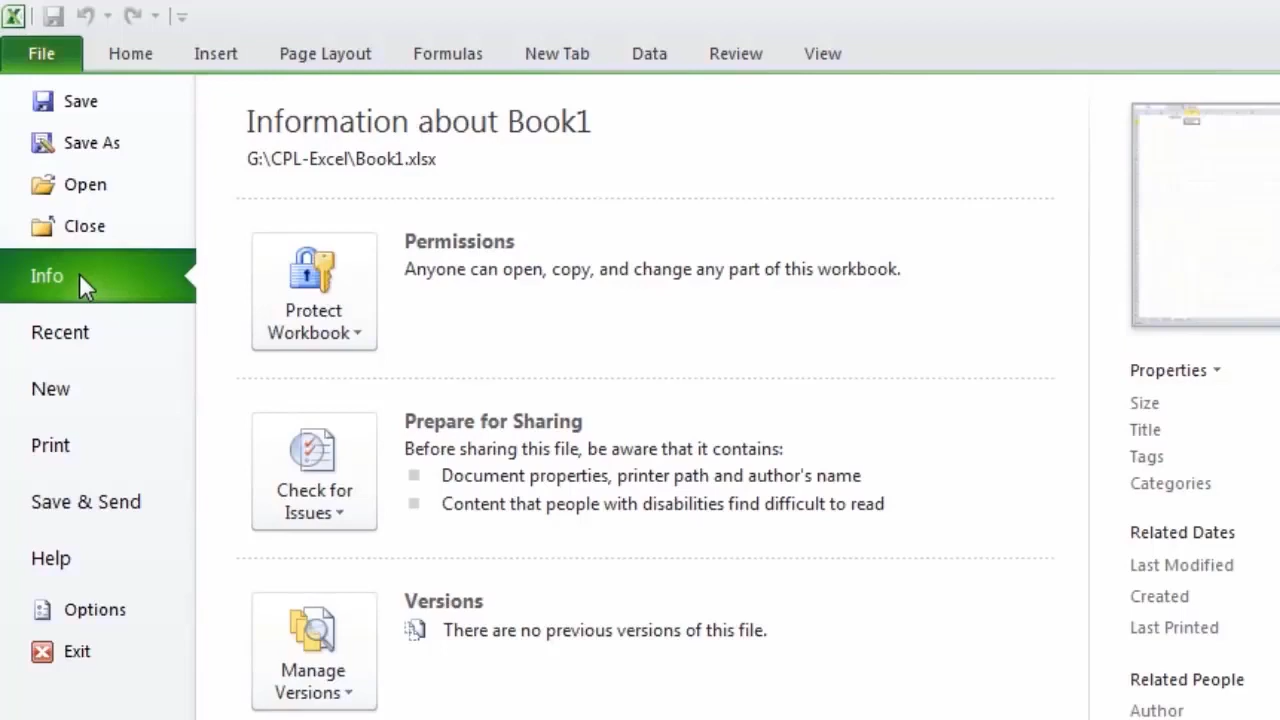 File Home Insert Page Layout Formulas New Tab Data Review View
Save
Save As
Open
Close
Info
Recent
New
Print
Save & Send
Help
Options
Exit
Information about Book1
G:\CPL-Excel\Book1.xlsx
Protect
Workbook
Permissions
Anyone can open, copy, and change any part of this workbook.
Check for
Issues
Prepare for Sharing
Before sharing this file, be aware that it contains:
Document properties, printer path and author's name
Content that people with disabilities find difficult to read
Manage
Versions
Versions
There are no previous versions of this file.
Properties
Size
Title
Tags
Categories
Related Dates
Last Modified
Created
Last Printed
Related People
Author